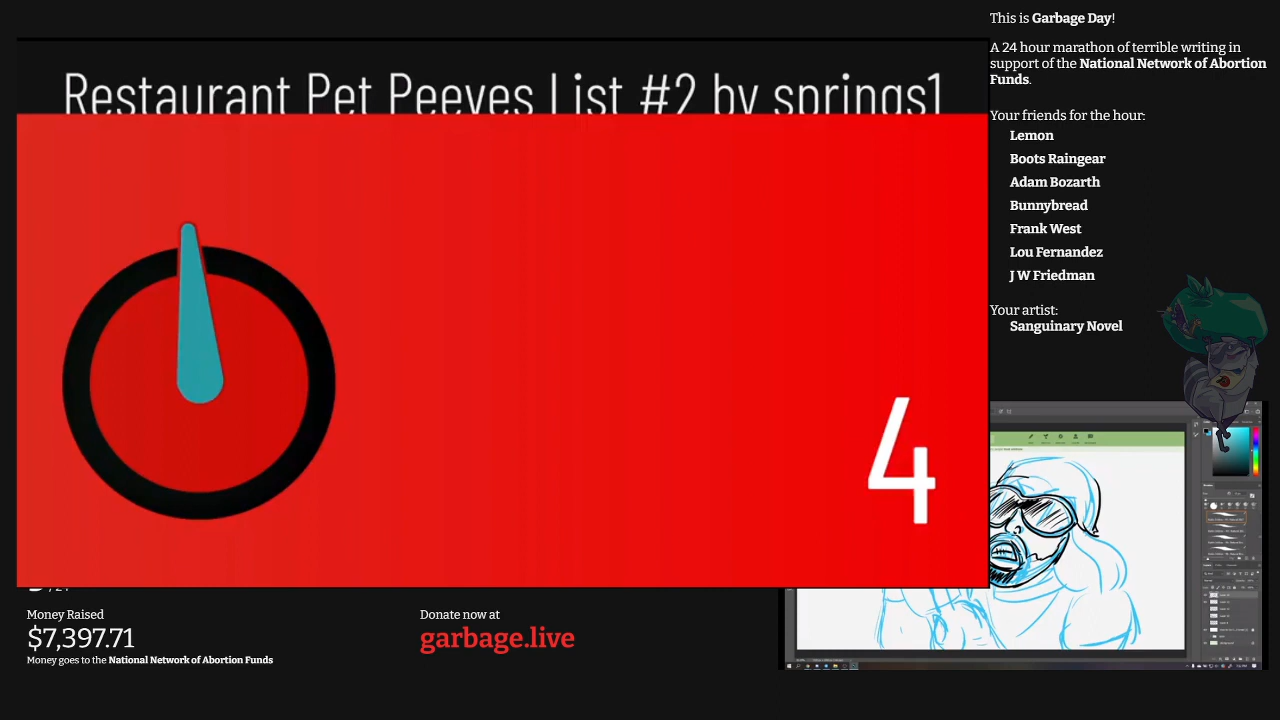 This is Garbage Day!
A 24 hour marathon of terrible writing in
support of the National Network of Abortion
Funds.
Restaurant Pet Peeves List #2 by springs1
Your friends for the hour:
Lemon
Boots Raingear
Adam Bozarth
Bunnybread
Frank West
Lou Fernandez
J W Friedman
Your artist:
Sanguinary Novel
4
Money Raised
$7,397.71
Money goes to the National Network of Abortion Funds
Donate now at
garbage.live